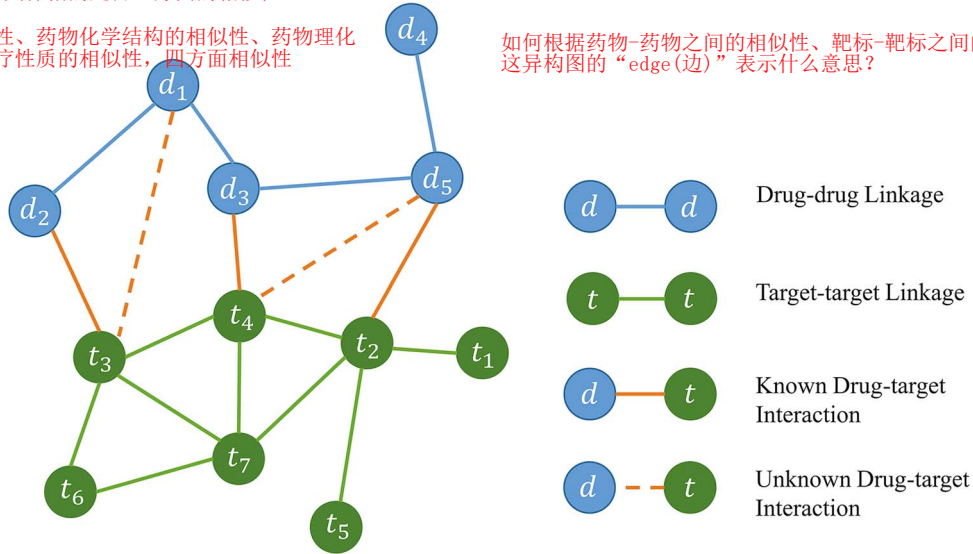 性、药物化学结构的相似性、药物理化
疗性质的相似性，四方面相似性
如何根据药物-药物之间的相似性、靶标-靶标之间
这异构图的“edge(边)”表示什么意思？
d4
d1
d3
d5
d2
t4
t2
t1
t3
t7
t6
t5
d d Drug-drug Linkage
t t Target-target Linkage
d t Known Drug-target
Interaction
d t Unknown Drug-target
Interaction